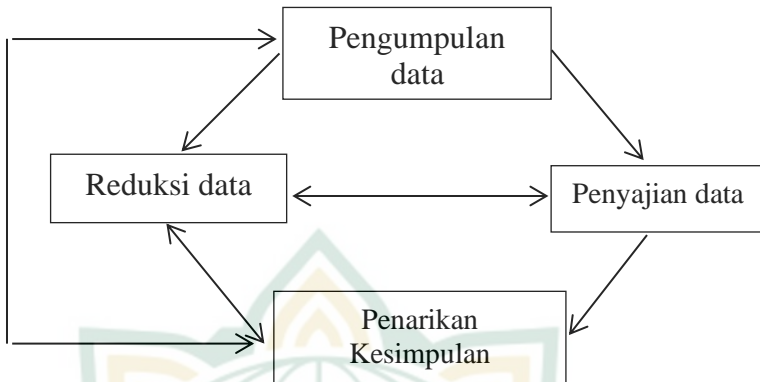 Pengumpulan
data
Reduksi data
Penyajian data
Penarikan
Kesimpulan